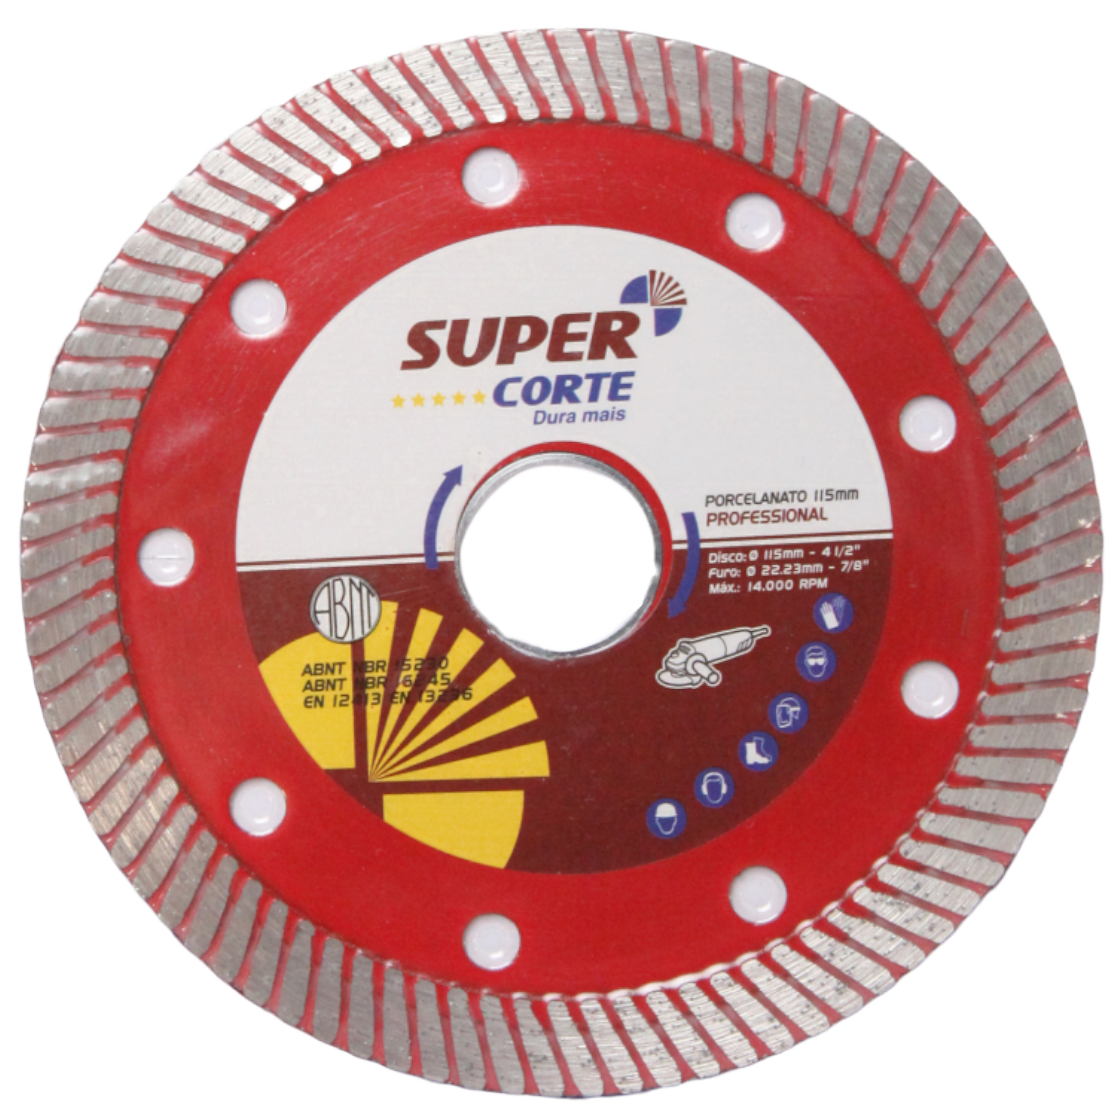 SUPER
CORTE
Dura mais
PORCELANATO 115mm
PROFESSIONAL
Disco: Ø 115mm - 4 1/2"
Furo: Ø 22.23mm - 7/8"
Máx.: 14.000 RPM
ABNT
ABNT NBR 15230
ABNT NBR 16245
EN 12413 EN 13236